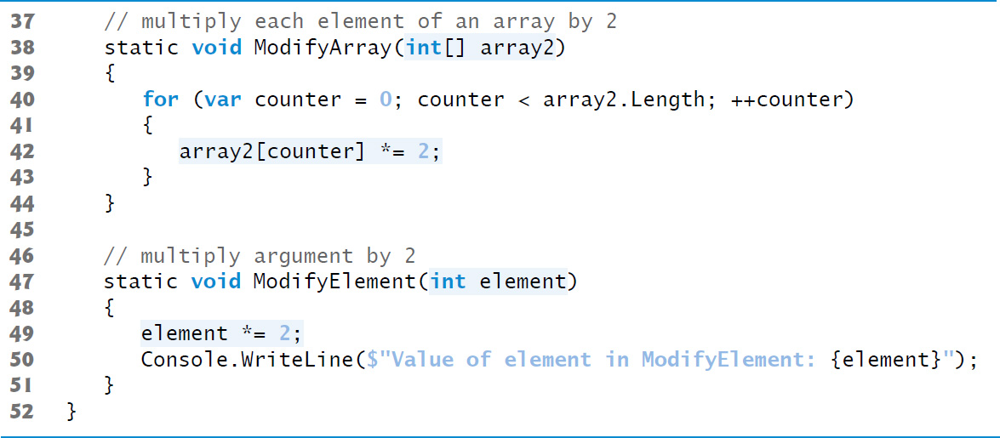 37 // multiply each element of an array by 2
38 static void ModifyArray(int[] array2)
39 {
40 for (var counter = 0; counter < array2.Length; ++counter)
41 {
42 array2[counter] *= 2;
43 }
44 }
45
46 // multiply argument by 2
47 static void ModifyElement(int element)
48 {
49 element *= 2;
50 Console.WriteLine($"Value of element in ModifyElement: {element}");
51 }
52 }